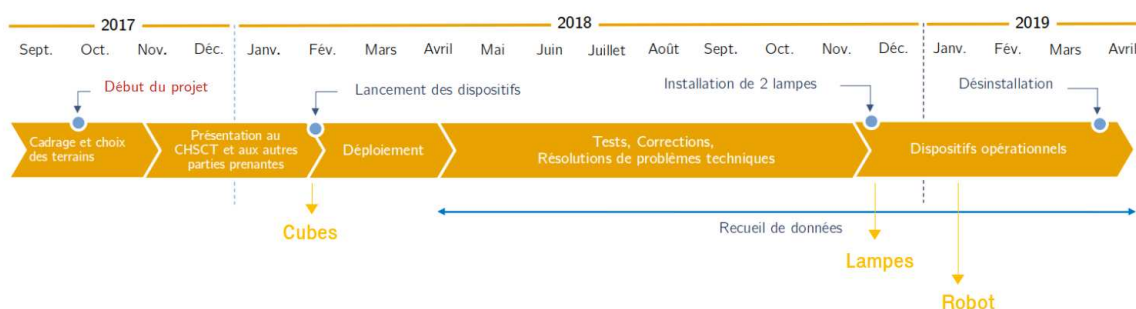 2017 2018 2019
Sept. Oct. Nov. Déc. Janv. Fév. Mars Avril Mai Juin Juillet Août Sept. Oct. Nov. Déc. Janv. Fév. Mars Avril
Début du projet
Lancement des dispositifs
Installation de 2 lampes
Désinstallation
Cadrage et choix
des terrains
Présentation au
CHSCT et aux autres
parties prenantes
Déploiement
Tests, Corrections,
Résolutions de problèmes techniques
Dispositifs opérationnels
Cubes
Recueil de données
Lampes
Robot